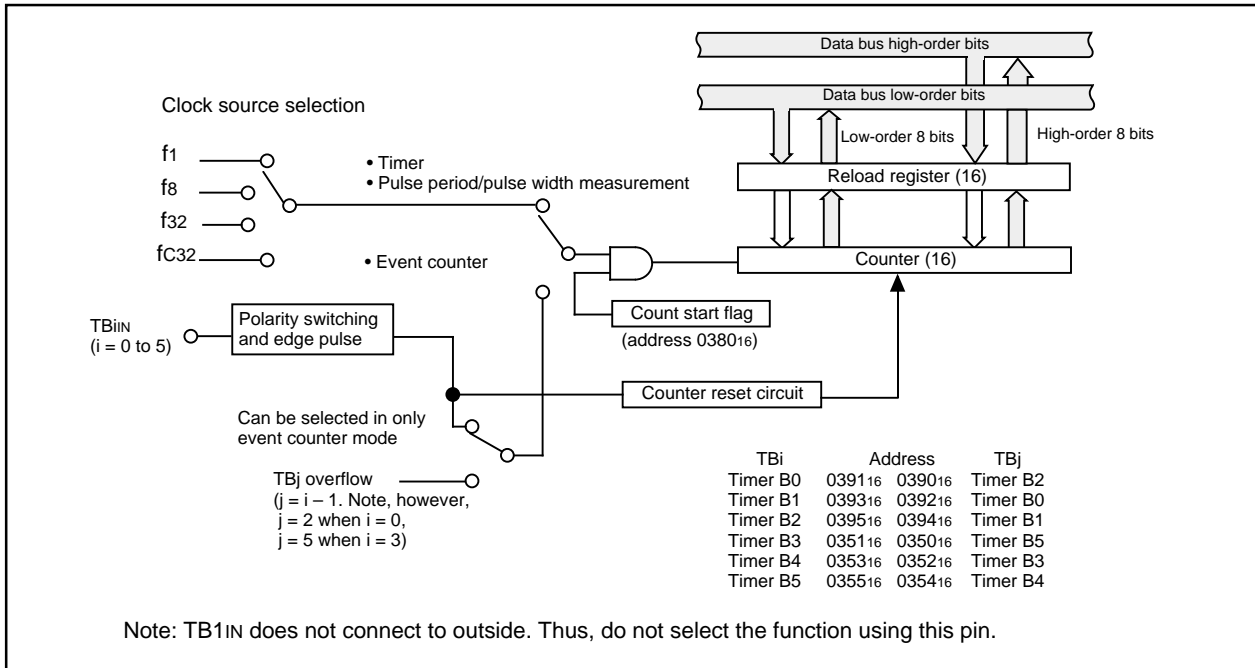 Data bus high-order bits
Data bus low-order bits
Clock source selection
Low-order 8 bits
High-order 8 bits
f1
f8
f32
fC32
• Timer
• Pulse period/pulse width measurement
Reload register (16)
• Event counter
Counter (16)
TBiIN
(i = 0 to 5)
Polarity switching
and edge pulse
Count start flag
(address 038016)
Counter reset circuit
Can be selected in only
event counter mode
TBj overflow
(j = i – 1. Note, however,
j = 2 when i = 0,
j = 5 when i = 3)
TBi Address TBj
Timer B0 039116 039016 Timer B2
Timer B1 039316 039216 Timer B0
Timer B2 039516 039416 Timer B1
Timer B3 035116 035016 Timer B5
Timer B4 035316 035216 Timer B3
Timer B5 035516 035416 Timer B4
Note: TB1IN does not connect to outside. Thus, do not select the function using this pin.